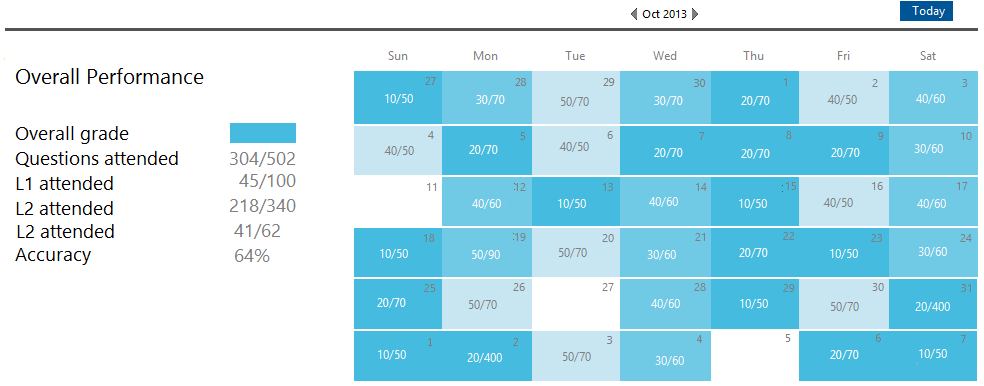 Oct 2013 Today
Sun Mon Tue Wed Thu Fri Sat
Overall Performance
Overall grade
Questions attended 304/502
L1 attended 45/100
L2 attended 218/340
L2 attended 41/62
Accuracy 64%
27 28 29 30 1 2 3
10/50 30/70 50/70 30/70 20/70 40/50 40/60
4 5 6 7 8 9 10
40/50 20/70 40/50 20/70 20/70 20/70 30/60
11 12 13 14 15 16 17
40/60 10/50 40/60 10/50 40/50 40/60
18 19 20 21 22 23 24
10/50 50/90 50/70 30/60 20/70 10/50 30/60
25 26 27 28 29 30 31
20/70 50/70 40/60 10/50 50/70 20/400
1 2 3 4 5 6 7
10/50 20/400 50/70 30/60 20/70 10/50